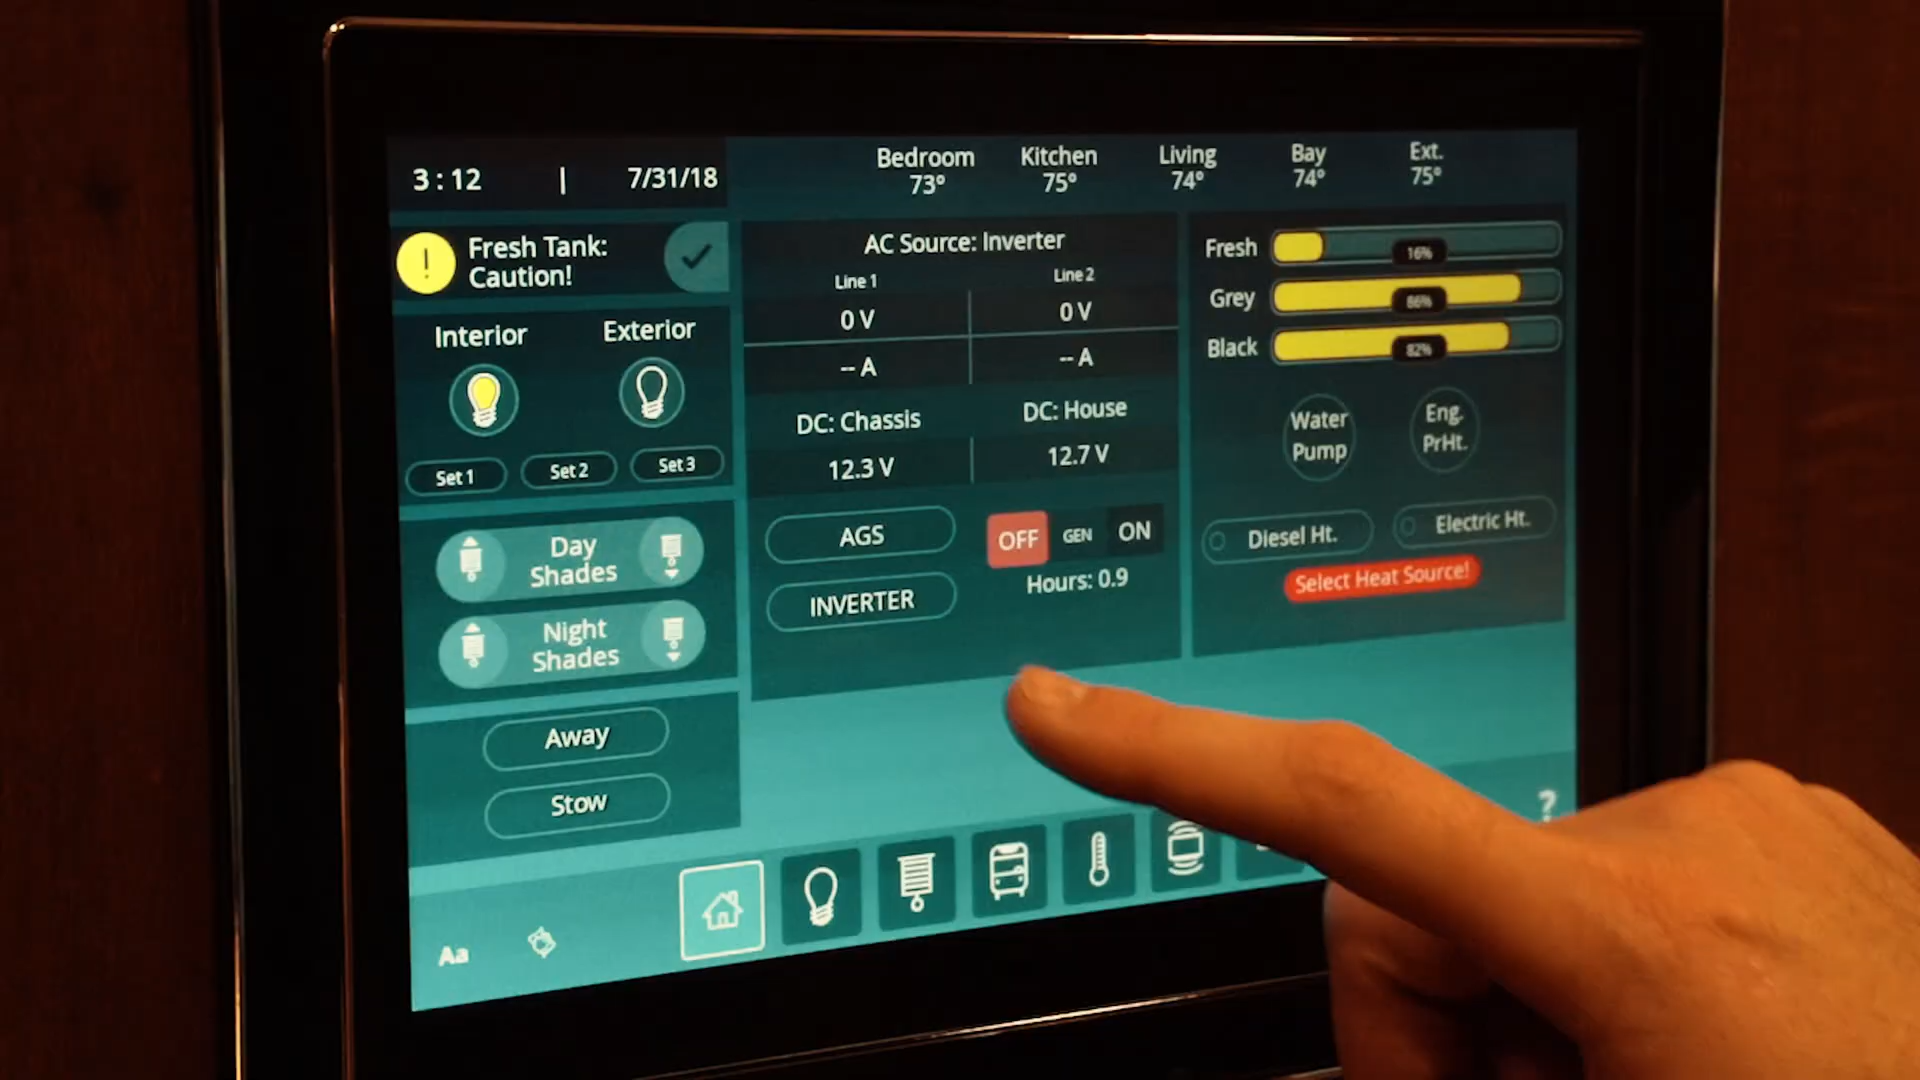 3 : 12 | 7/31/18
Bedroom
73°
Kitchen
75°
Living
74°
Bay
74°
Ext.
75°
! Fresh Tank:
Caution!
Interior
Exterior
Set 1
Set 2
Set 3
Day
Shades
Night
Shades
Away
Stow
AC Source: Inverter
Line 1
Line 2
0 V
0 V
-- A
-- A
DC: Chassis
DC: House
12.3 V
12.7 V
AGS
INVERTER
OFF GEN ON
Hours: 0.9
Fresh 16%
Grey 86%
Black 82%
Water
Pump
Eng.
PrHt.
Diesel Ht.
Electric Ht.
Select Heat Source!
?
Aa